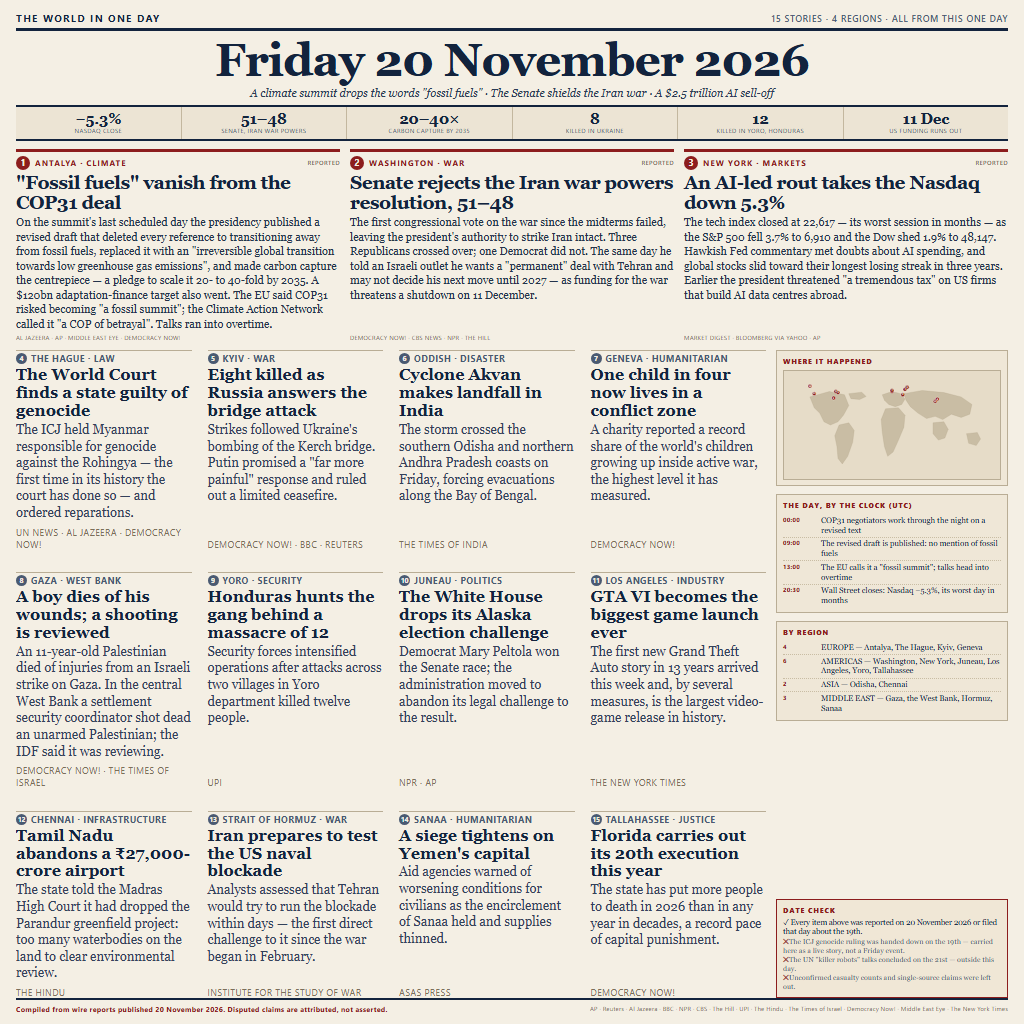 THE WORLD IN ONE DAY
15 STORIES · 4 REGIONS · ALL FROM THIS ONE DAY
Friday 20 November 2026
A climate summit drops the words "fossil fuels" · The Senate shields the Iran war · A $2.5 trillion AI sell-off
−5.3%
NASDAQ CLOSE
51–48
SENATE, IRAN WAR POWERS
20–40×
CARBON CAPTURE BY 2035
8
KILLED IN UKRAINE
12
KILLED IN YORO, HONDURAS
11 Dec
US FUNDING RUNS OUT
1 ANTALYA · CLIMATE
REPORTED
"Fossil fuels" vanish from the
COP31 deal
On the summit's last scheduled day the presidency published a
revised draft that deleted every reference to transitioning away
from fossil fuels, replaced it with an "irreversible global transition
towards low greenhouse gas emissions", and made carbon capture
the centrepiece — a pledge to scale it 20- to 40-fold by 2035. A
$120bn adaptation-finance target also went. The EU said COP31
risked becoming "a fossil summit"; the Climate Action Network
called it "a COP of betrayal". Talks ran into overtime.
AL JAZEERA · AP · MIDDLE EAST EYE · DEMOCRACY NOW!
2 WASHINGTON · WAR
REPORTED
Senate rejects the Iran war powers
resolution, 51–48
The first congressional vote on the war since the midterms failed,
leaving the president's authority to strike Iran intact. Three
Republicans crossed over; one Democrat did not. The same day he
told an Israeli outlet he wants a "permanent" deal with Tehran and
may not decide his next move until 2027 — as funding for the war
threatens a shutdown on 11 December.
DEMOCRACY NOW! · CBS NEWS · NPR · THE HILL
3 NEW YORK · MARKETS
REPORTED
An AI-led rout takes the Nasdaq
down 5.3%
The tech index closed at 22,617 — its worst session in months — as
the S&P 500 fell 3.7% to 6,910 and the Dow shed 1.9% to 48,147.
Hawkish Fed commentary met doubts about AI spending, and
global stocks slid toward their longest losing streak in three years.
Earlier the president threatened "a tremendous tax" on US firms
that build AI data centres abroad.
MARKET DIGEST · BLOOMBERG VIA YAHOO · AP
4 THE HAGUE · LAW
The World Court
finds a state guilty of
genocide
The ICJ held Myanmar
responsible for genocide
against the Rohingya — the
first time in its history the
court has done so — and
ordered reparations.
UN NEWS · AL JAZEERA · DEMOCRACY
NOW!
5 KYIV · WAR
Eight killed as
Russia answers the
bridge attack
Strikes followed Ukraine's
bombing of the Kerch bridge.
Putin promised a "far more
painful" response and ruled
out a limited ceasefire.
DEMOCRACY NOW! · BBC · REUTERS
6 ODDISH · DISASTER
Cyclone Akvan
makes landfall in
India
The storm crossed the
southern Odisha and northern
Andhra Pradesh coasts on
Friday, forcing evacuations
along the Bay of Bengal.
THE TIMES OF INDIA
7 GENEVA · HUMANITARIAN
One child in four
now lives in a
conflict zone
A charity reported a record
share of the world's children
growing up inside active war,
the highest level it has
measured.
DEMOCRACY NOW!
WHERE IT HAPPENED
THE DAY, BY THE CLOCK (UTC)
00:00 COP31 negotiators work through the night on a
revised text
09:00 The revised draft is published: no mention of fossil
fuels
13:00 The EU calls it a "fossil summit"; talks head into
overtime
20:30 Wall Street closes: Nasdaq −5.3%, its worst day in
months
BY REGION
4 EUROPE — Antalya, The Hague, Kyiv, Geneva
6 AMERICAS — Washington, New York, Juneau, Los
Angeles, Yoro, Tallahassee
2 ASIA — Odisha, Chennai
3 MIDDLE EAST — Gaza, the West Bank, Hormuz,
Sanaa
8 GAZA · WEST BANK
A boy dies of his
wounds; a shooting
is reviewed
An 11-year-old Palestinian
died of injuries from an Israeli
strike on Gaza. In the central
West Bank a settlement
security coordinator shot dead
an unarmed Palestinian; the
IDF said it was reviewing.
DEMOCRACY NOW! · THE TIMES OF
ISRAEL
9 YORO · SECURITY
Honduras hunts the
gang behind a
massacre of 12
Security forces intensified
operations after attacks across
two villages in Yoro
department killed twelve
people.
UPI
10 JUNEAU · POLITICS
The White House
drops its Alaska
election challenge
Democrat Mary Peltola won
the Senate race; the
administration moved to
abandon its legal challenge to
the result.
NPR · AP
11 LOS ANGELES · INDUSTRY
GTA VI becomes the
biggest game launch
ever
The first new Grand Theft
Auto story in 13 years arrived
this week and, by several
measures, is the largest video-
game release in history.
THE NEW YORK TIMES
12 CHENNAI · INFRASTRUCTURE
Tamil Nadu
abandons a ₹27,000-
crore airport
The state told the Madras
High Court it had dropped the
Parandur greenfield project:
too many waterbodies on the
land to clear environmental
review.
THE HINDU
13 STRAIT OF HORMUZ · WAR
Iran prepares to test
the US naval
blockade
Analysts assessed that Tehran
would try to run the blockade
within days — the first direct
challenge to it since the war
began in February.
INSTITUTE FOR THE STUDY OF WAR
14 SANAA · HUMANITARIAN
A siege tightens on
Yemen's capital
Aid agencies warned of
worsening conditions for
civilians as the encirclement
of Sanaa held and supplies
thinned.
ASAS PRESS
15 TALLAHASSEE · JUSTICE
Florida carries out
its 20th execution
this year
The state has put more people
to death in 2026 than in any
year in decades, a record pace
of capital punishment.
DEMOCRACY NOW!
DATE CHECK
✓ Every item above was reported on 20 November 2026 or filed
that day about the 19th.
✕The ICJ genocide ruling was handed down on the 19th — carried
here as a live story, not a Friday event.
✕The UN "killer robots" talks concluded on the 21st — outside this
day.
✕Unconfirmed casualty counts and single-source claims were left
out.
Compiled from wire reports published 20 November 2026. Disputed claims are attributed, not asserted.
AP · Reuters · Al Jazeera · BBC · NPR · CBS · The Hill · UPI · The Hindu · The Times of Israel · Democracy Now! · Middle East Eye · The New York Times